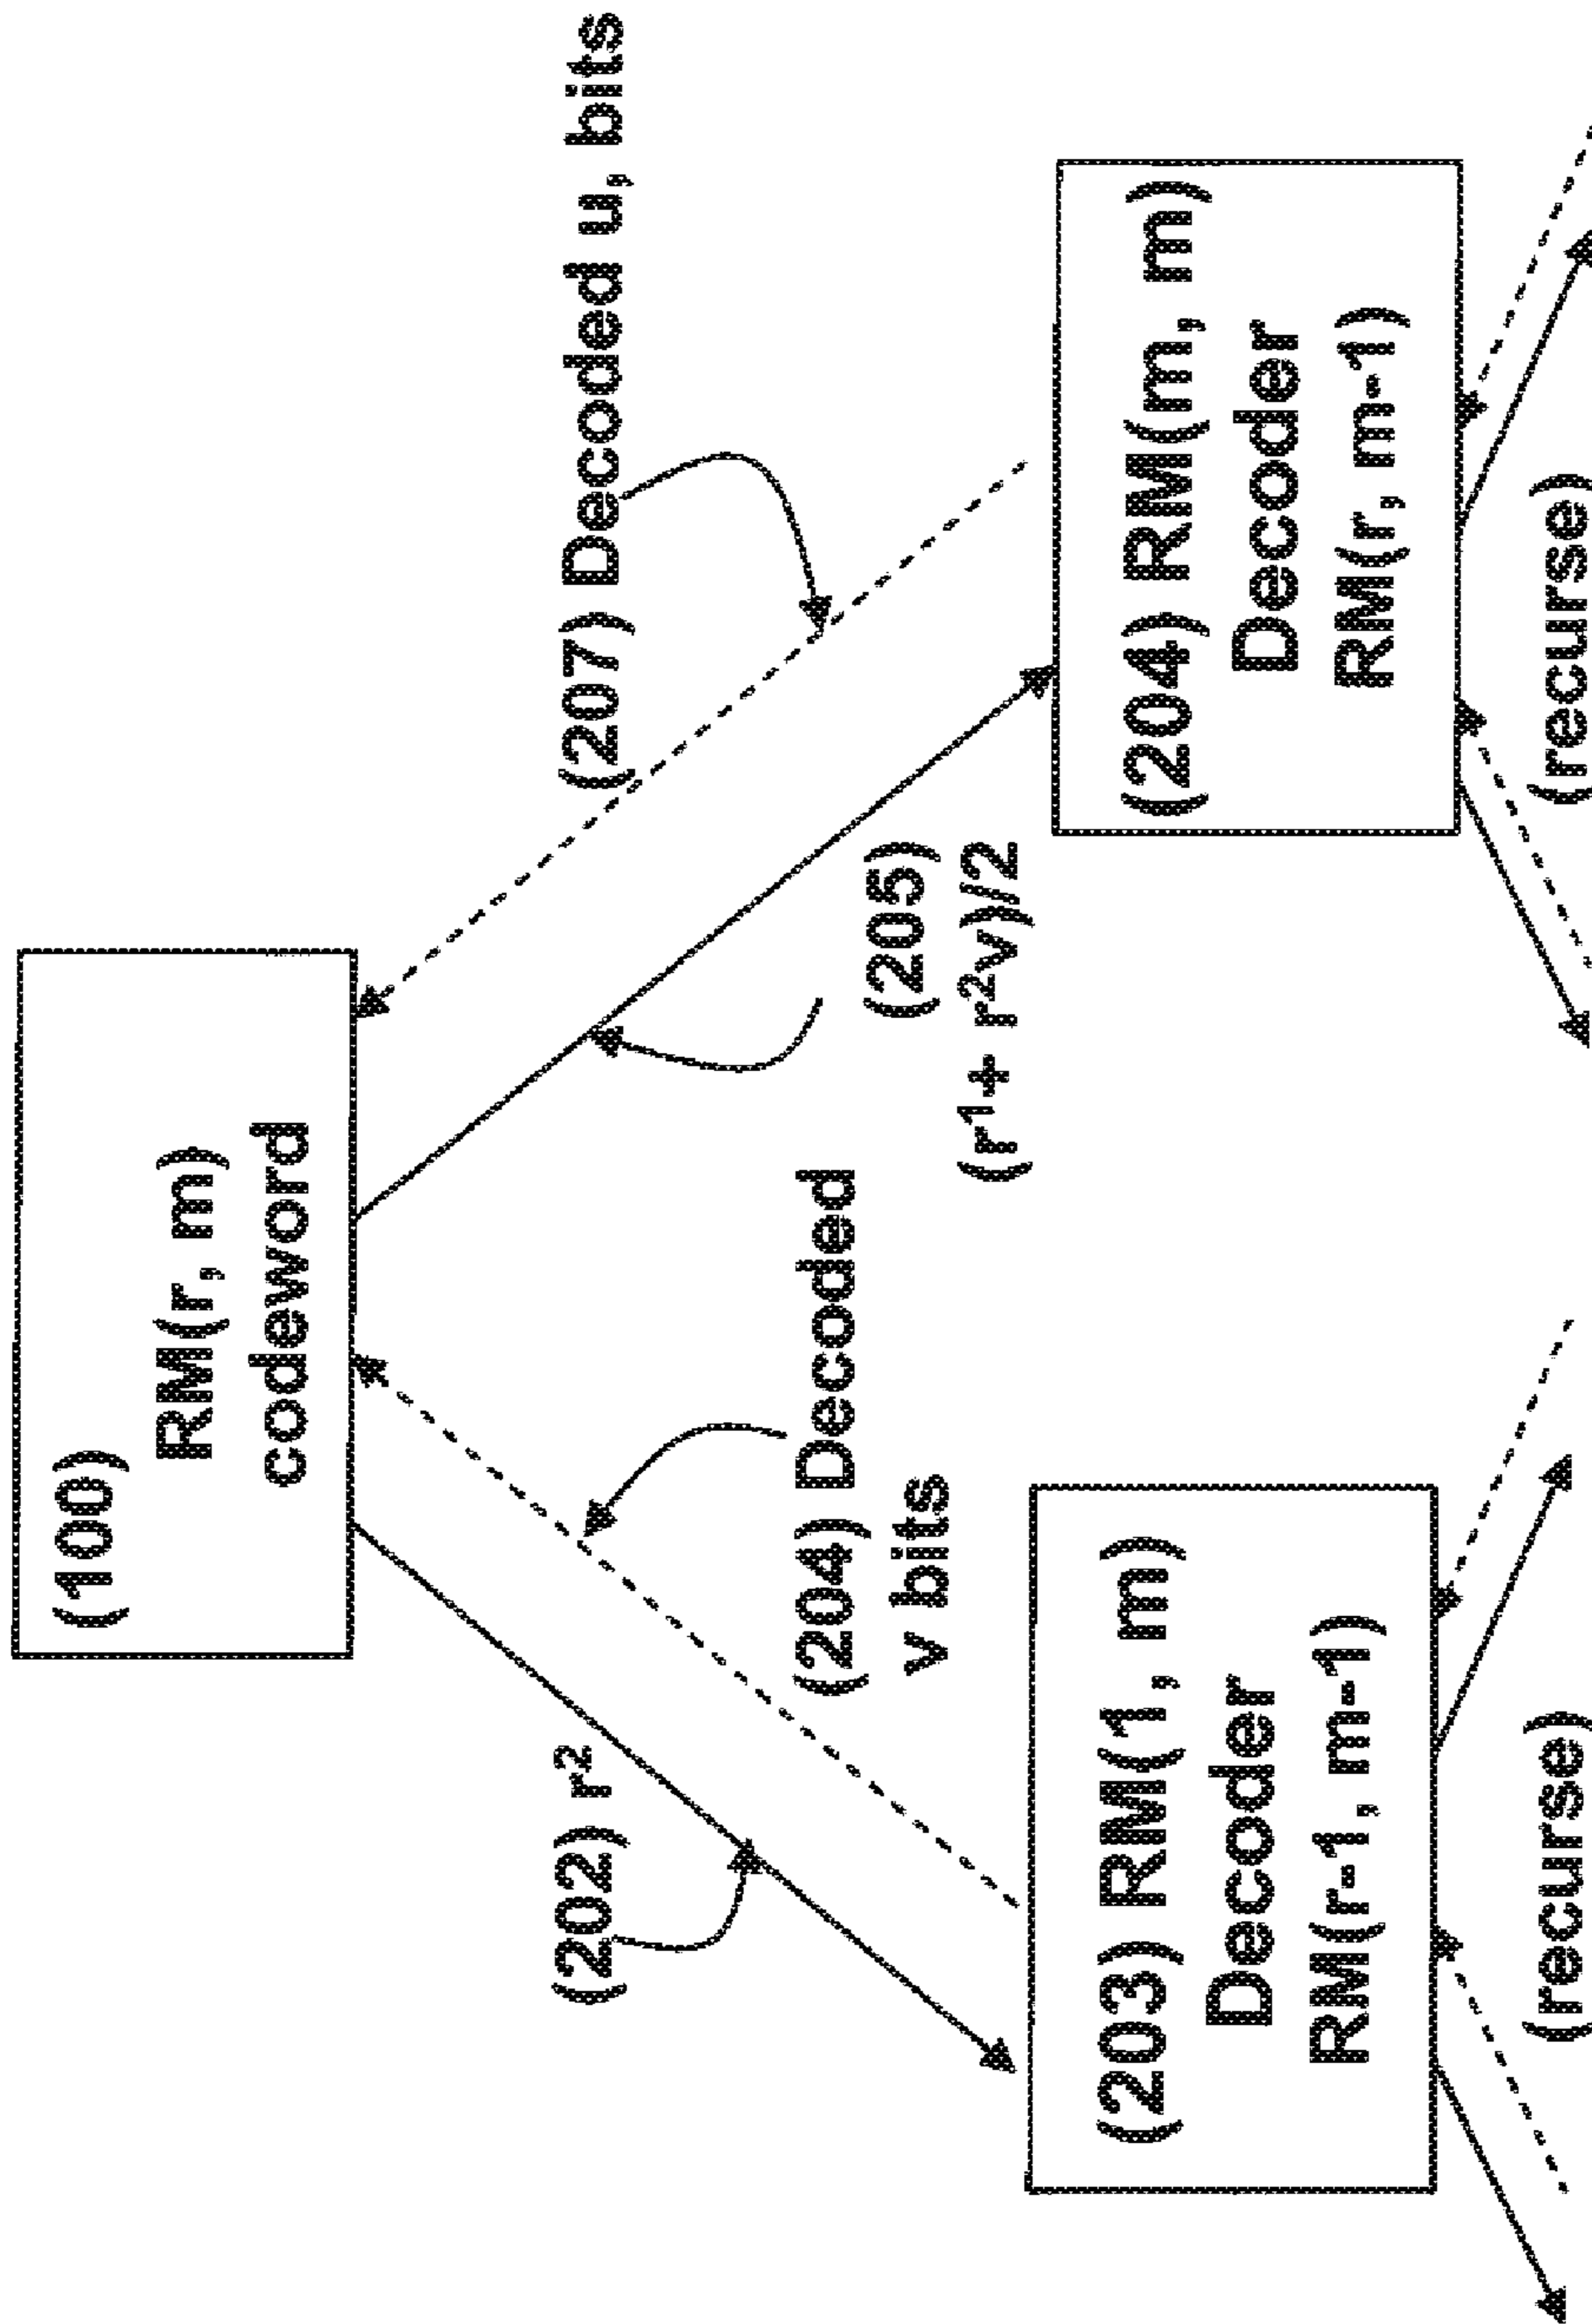 (100)
RM(r, m)
codeword
(202) r²
(204) Decoded
v bits
(205)
(r¹+ r²v)/2
(207) Decoded u, bits
(203) RM(1, m)
Decoder
RM(r-1, m-1)
(204) RM(m, m)
Decoder
RM(r, m-1)
(recurse)
(recurse)